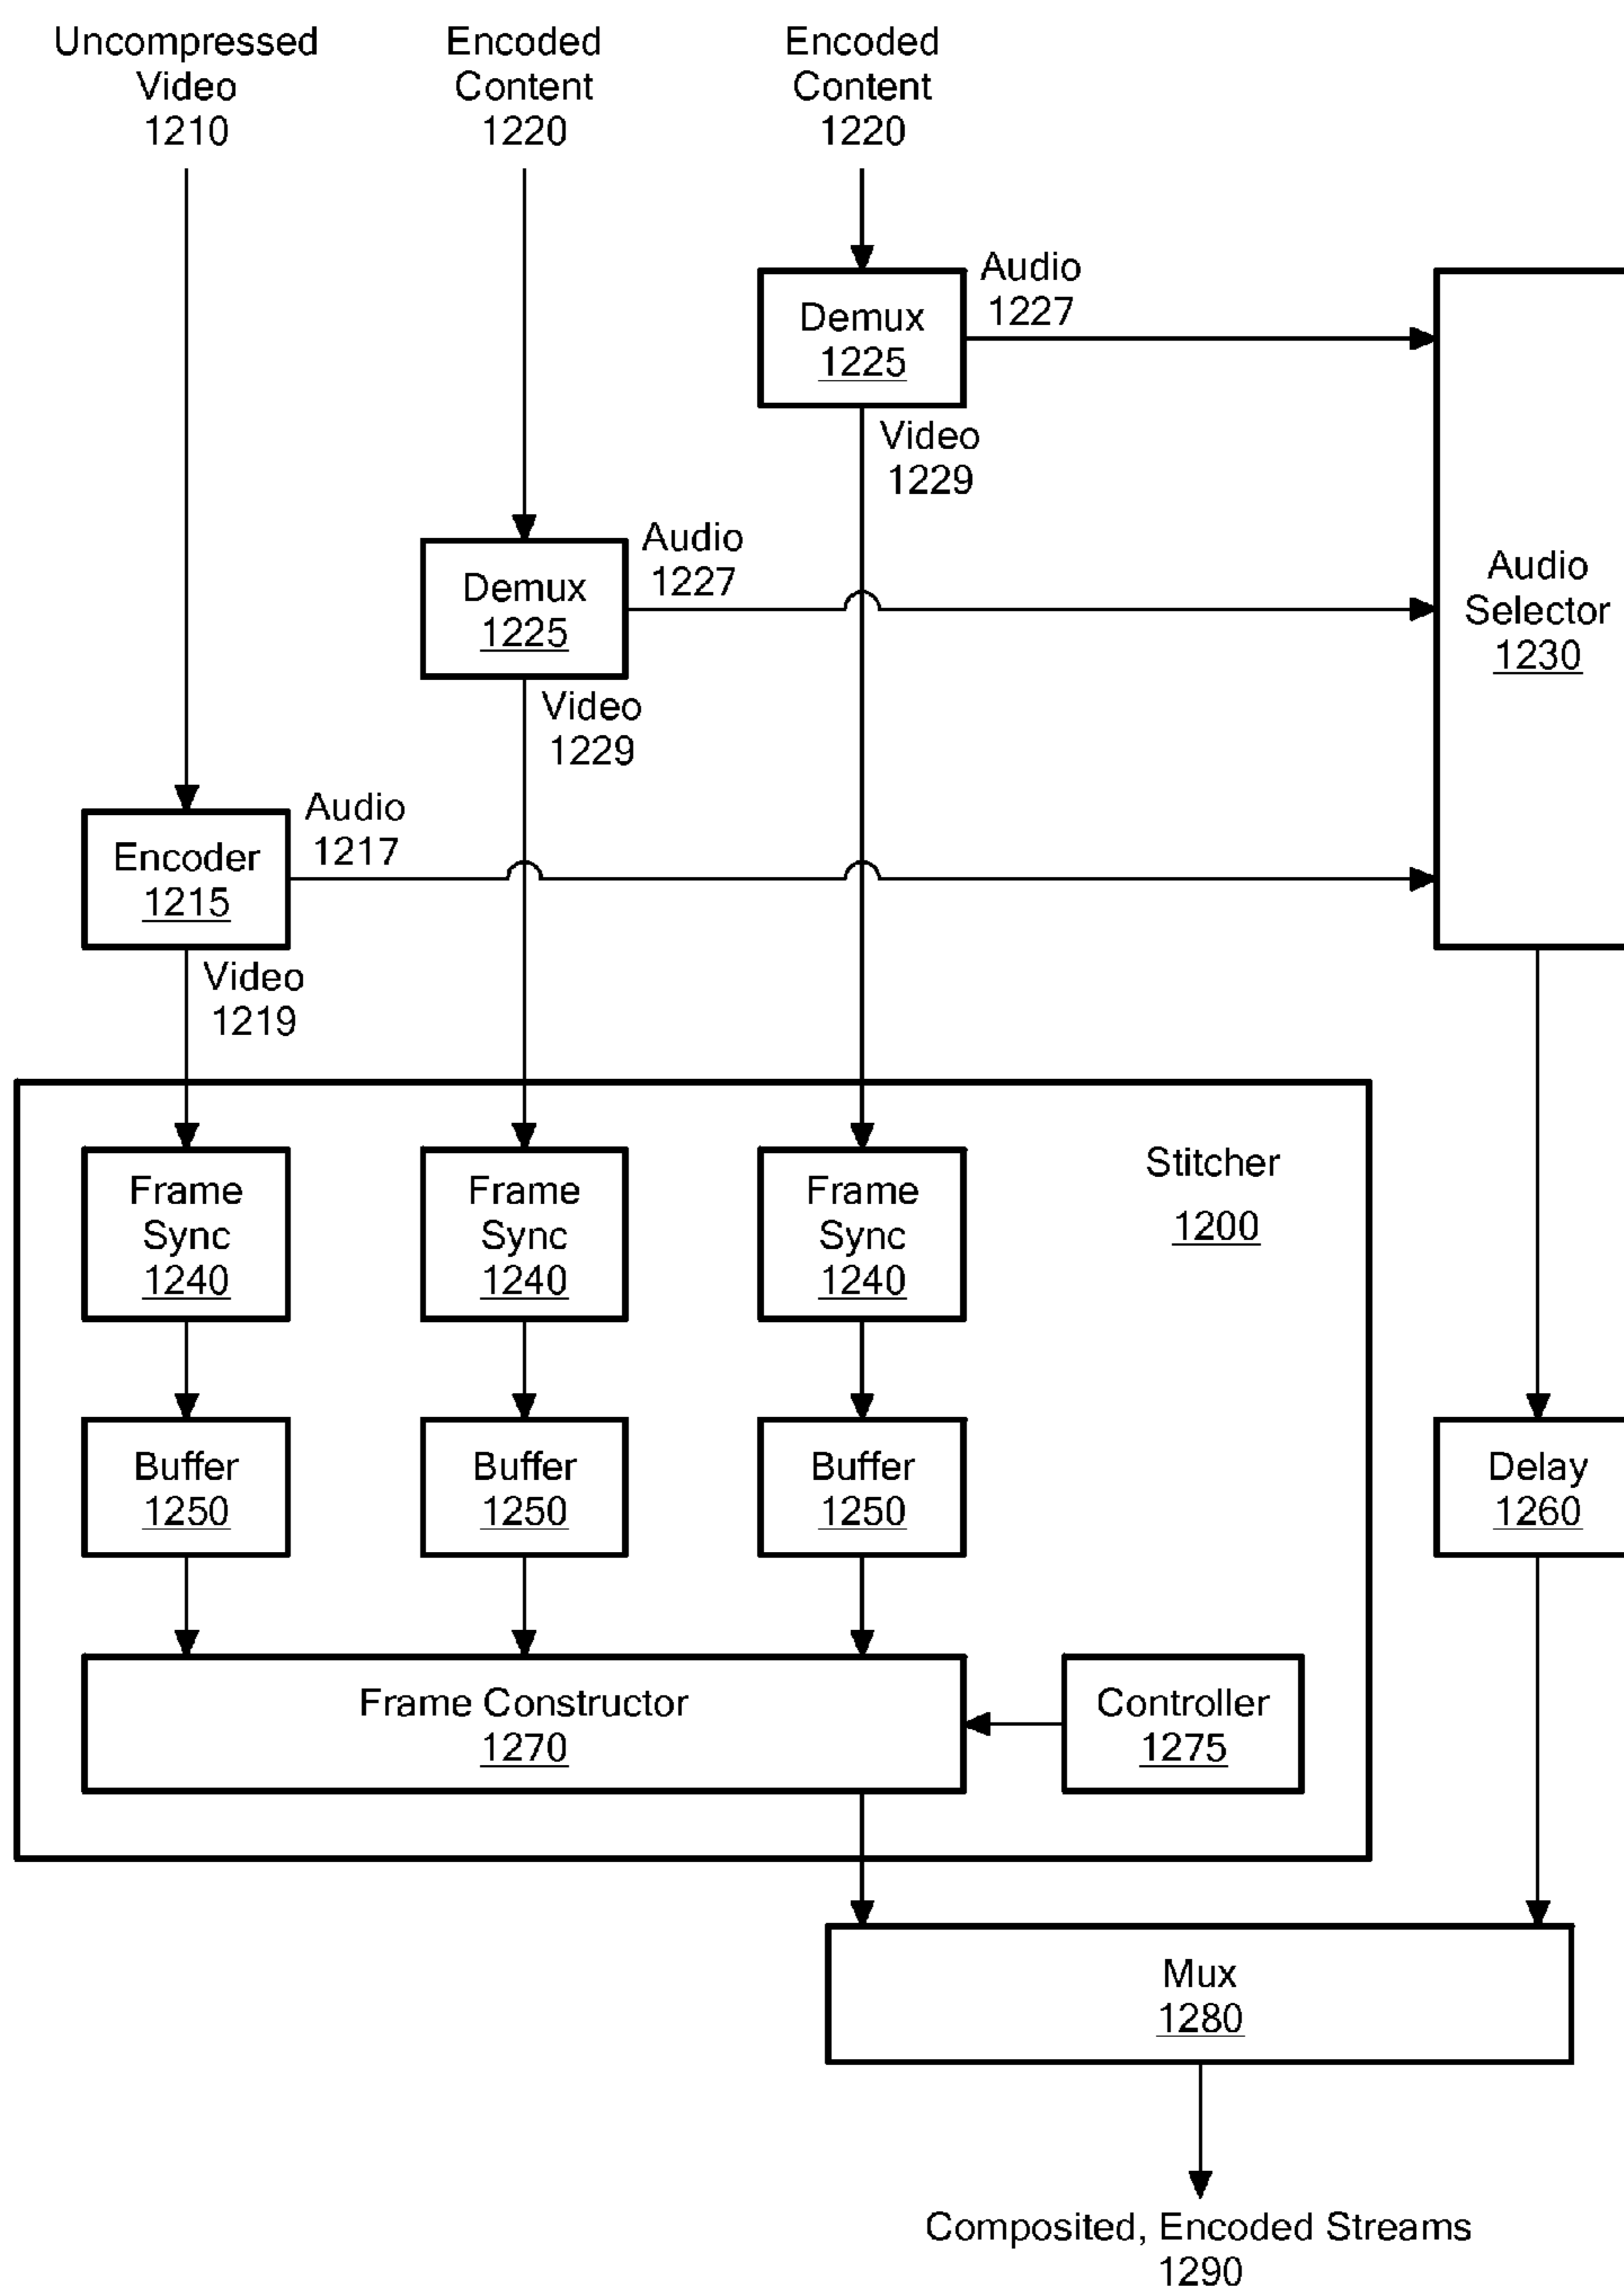 Uncompressed
Video
1210
Encoded
Content
1220
Encoded
Content
1220
Demux
1225
Audio
1227
Video
1229
Audio
Selector
1230
Demux
1225
Audio
1227
Video
1229
Encoder
1215
Audio
1217
Video
1219
Stitcher
1200
Frame
Sync
1240
Frame
Sync
1240
Frame
Sync
1240
Buffer
1250
Buffer
1250
Buffer
1250
Delay
1260
Frame Constructor
1270
Controller
1275
Mux
1280
Composited, Encoded Streams
1290